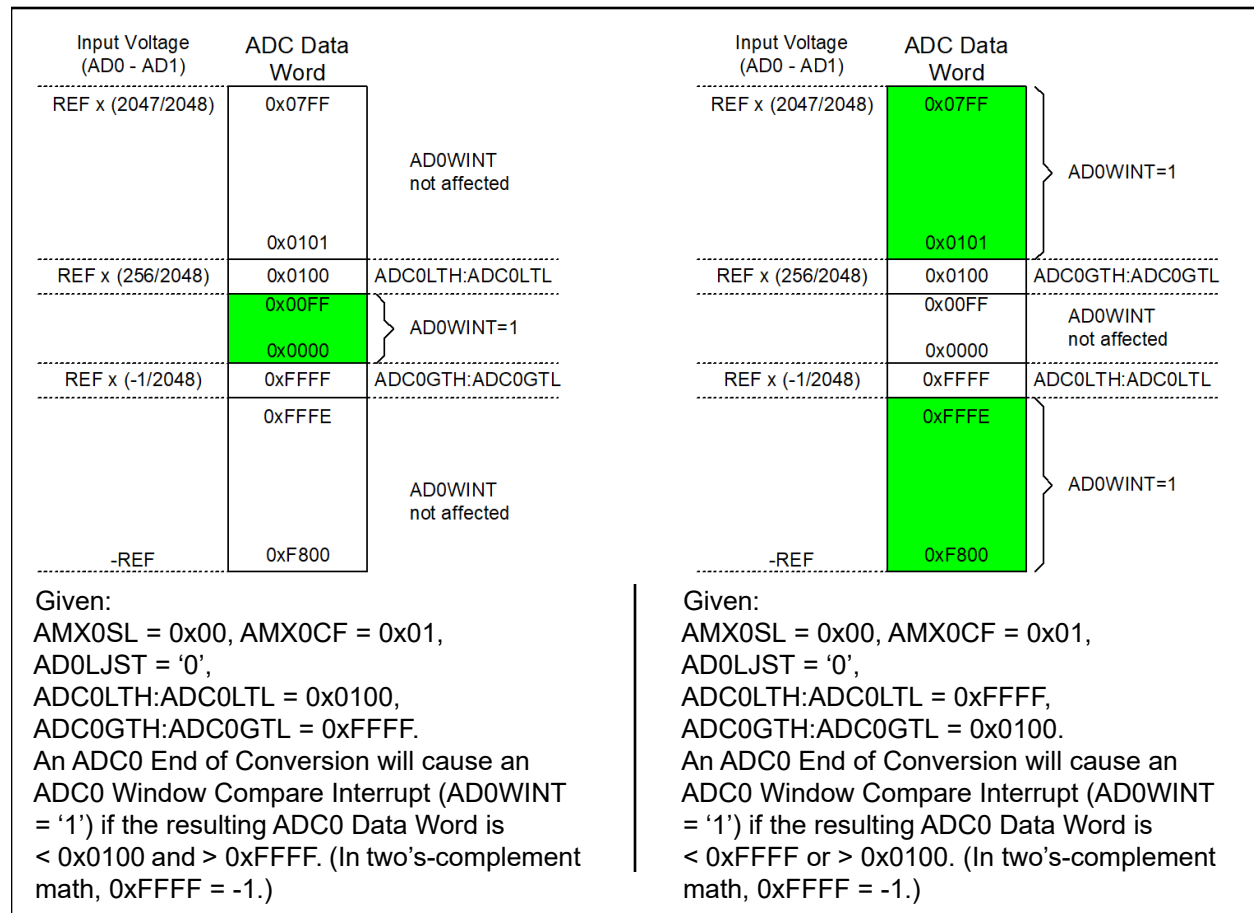 Input Voltage
(AD0 - AD1)
ADC Data
Word
REF x (2047/2048)
0x07FF
AD0WINT
not affected
0x0101
REF x (256/2048)
0x0100
ADC0LTH:ADC0LTL
0x00FF
AD0WINT=1
0x0000
REF x (-1/2048)
0xFFFF
ADC0GTH:ADC0GTL
0xFFFE
AD0WINT
not affected
-REF
0xF800
Given:
AMX0SL = 0x00, AMX0CF = 0x01,
AD0LJST = ‘0’,
ADC0LTH:ADC0LTL = 0x0100,
ADC0GTH:ADC0GTL = 0xFFFF.
An ADC0 End of Conversion will cause an
ADC0 Window Compare Interrupt (AD0WINT
= ‘1’) if the resulting ADC0 Data Word is
< 0x0100 and > 0xFFFF. (In two’s-complement
math, 0xFFFF = -1.)
Input Voltage
(AD0 - AD1)
ADC Data
Word
REF x (2047/2048)
0x07FF
AD0WINT=1
0x0101
REF x (256/2048)
0x0100
ADC0GTH:ADC0GTL
0x00FF
AD0WINT
not affected
0x0000
REF x (-1/2048)
0xFFFF
ADC0LTH:ADC0LTL
0xFFFE
AD0WINT=1
-REF
0xF800
Given:
AMX0SL = 0x00, AMX0CF = 0x01,
AD0LJST = ‘0’,
ADC0LTH:ADC0LTL = 0xFFFF,
ADC0GTH:ADC0GTL = 0x0100.
An ADC0 End of Conversion will cause an
ADC0 Window Compare Interrupt (AD0WINT
= ‘1’) if the resulting ADC0 Data Word is
< 0xFFFF or > 0x0100. (In two’s-complement
math, 0xFFFF = -1.)